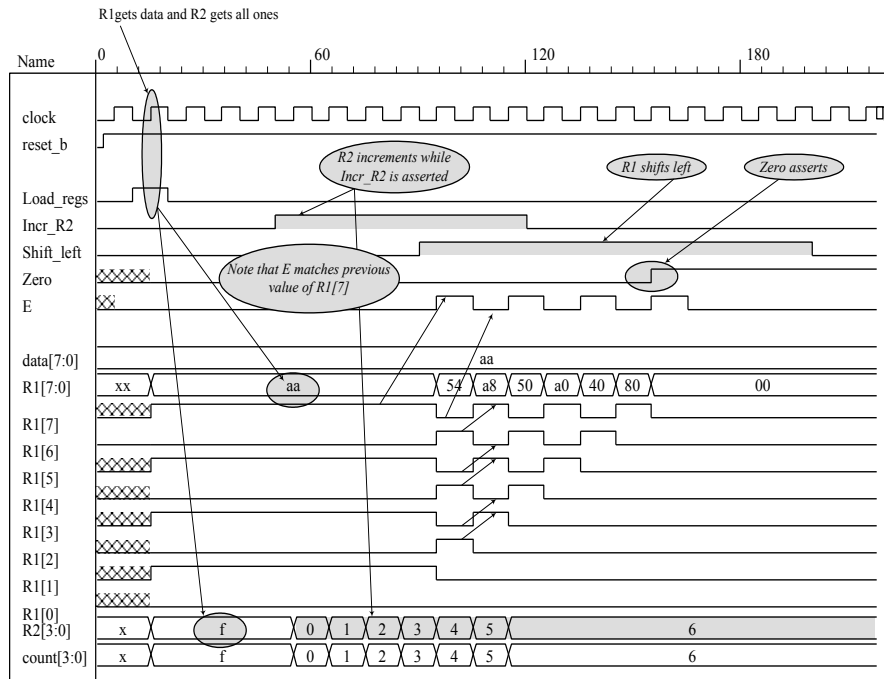 R1gets data and R2 gets all ones
Name
0 60 120 180
clock
reset_b
R2 increments while
Incr_R2 is asserted
R1 shifts left
Zero asserts
Load_regs
Incr_R2
Shift_left
Note that E matches previous
value of R1[7]
Zero
E
data[7:0] aa
R1[7:0] xx aa 54 a8 50 a0 40 80 00
R1[7]
R1[6]
R1[5]
R1[4]
R1[3]
R1[2]
R1[1]
R1[0]
R2[3:0] x f 0 1 2 3 4 5 6
count[3:0] x f 0 1 2 3 4 5 6